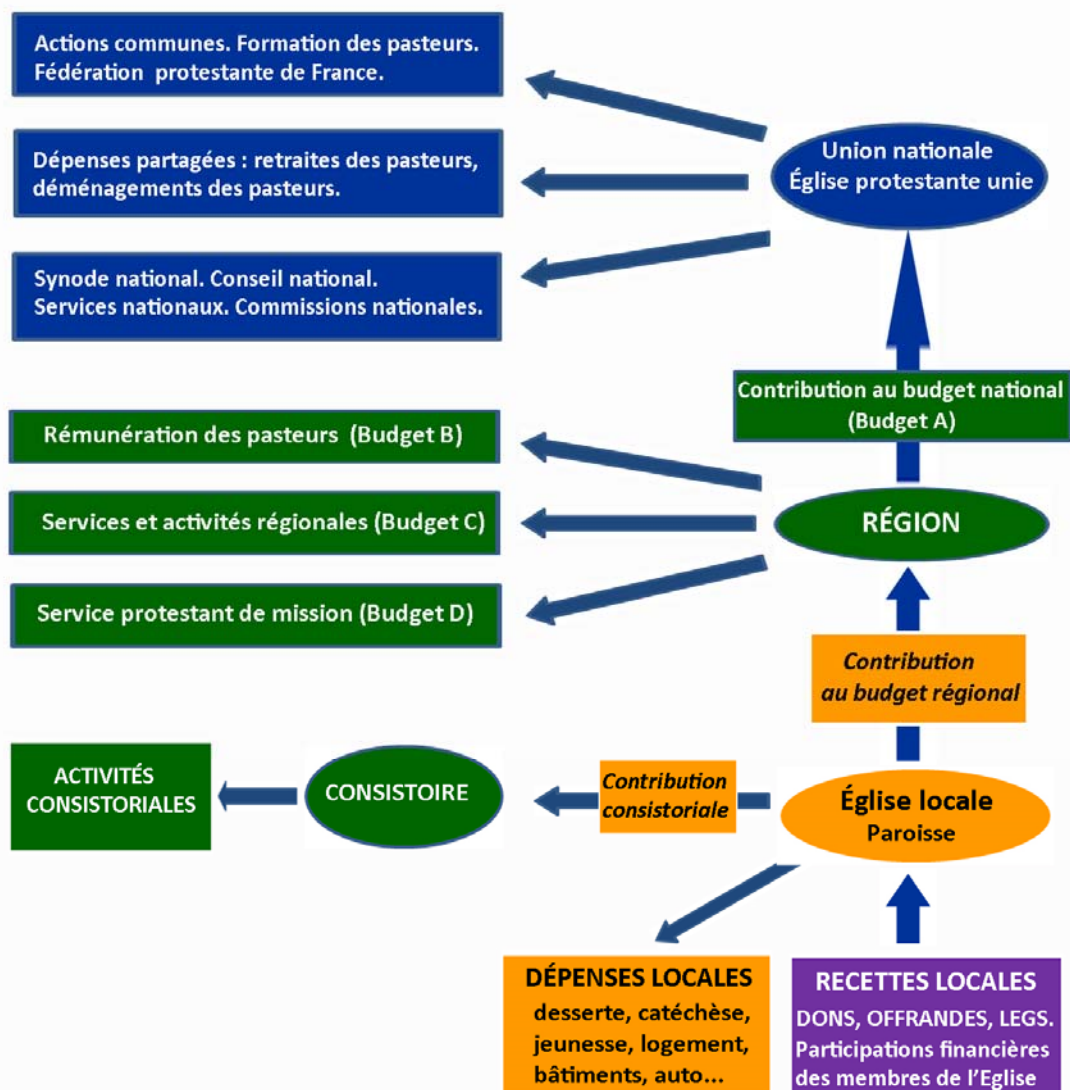 Actions communes. Formation des pasteurs.
Fédération protestante de France.
Dépenses partagées : retraites des pasteurs,
déménagements des pasteurs.
Union nationale
Église protestante unie
Synode national. Conseil national.
Services nationaux. Commissions nationales.
Contribution au budget national
(Budget A)
Rémunération des pasteurs (Budget B)
Services et activités régionales (Budget C)
RÉGION
Service protestant de mission (Budget D)
Contribution
au budget régional
ACTIVITÉS
CONSISTORIALES
CONSISTOIRE
Contribution
consistoriale
Église locale
Paroisse
DÉPENSES LOCALES
desserte, catéchèse,
jeunesse, logement,
bâtiments, auto...
RECETTES LOCALES
DONS, OFFRANDES, LEGS.
Participations financières
des membres de l'Eglise